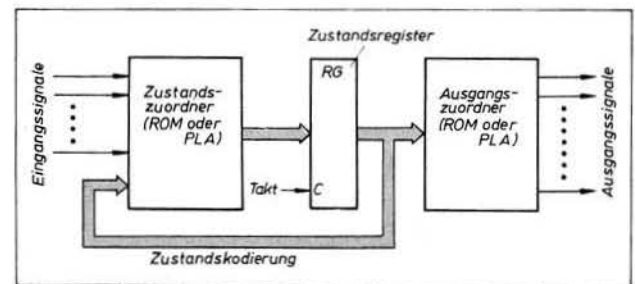 Zustandsregister
Eingangssignale
Zustands-
zuordner
(ROM oder
PLA)
RG
Takt
C
Ausgangs-
zuordner
(ROM oder
PLA)
Ausgangssignale
Zustandskodierung